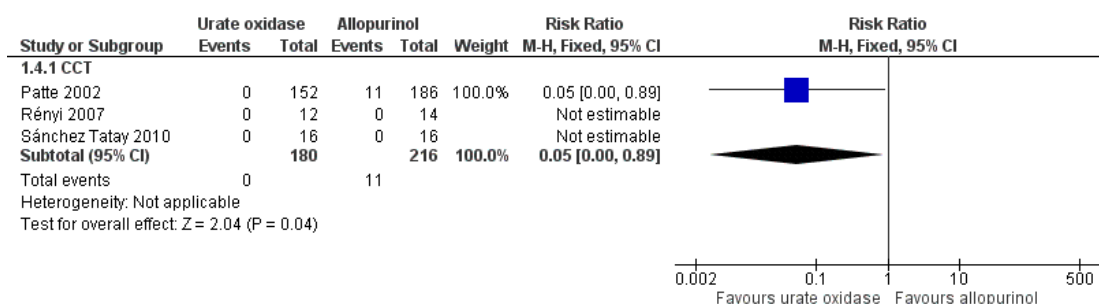 Urate oxidase Allopurinol Risk Ratio Risk Ratio
Study or Subgroup Events Total Events Total Weight M-H, Fixed, 95% CI M-H, Fixed, 95% CI
1.4.1 CCT
Patte 2002 0 152 11 186 100.0% 0.05 [0.00, 0.89]
Rényi 2007 0 12 0 14 Not estimable
Sánchez Tatay 2010 0 16 0 16 Not estimable
Subtotal (95% CI) 180 216 100.0% 0.05 [0.00, 0.89]
Total events 0 11
Heterogeneity: Not applicable
Test for overall effect: Z = 2.04 (P = 0.04)
0.002 0.1 1 10 500
Favours urate oxidase Favours allopurinol